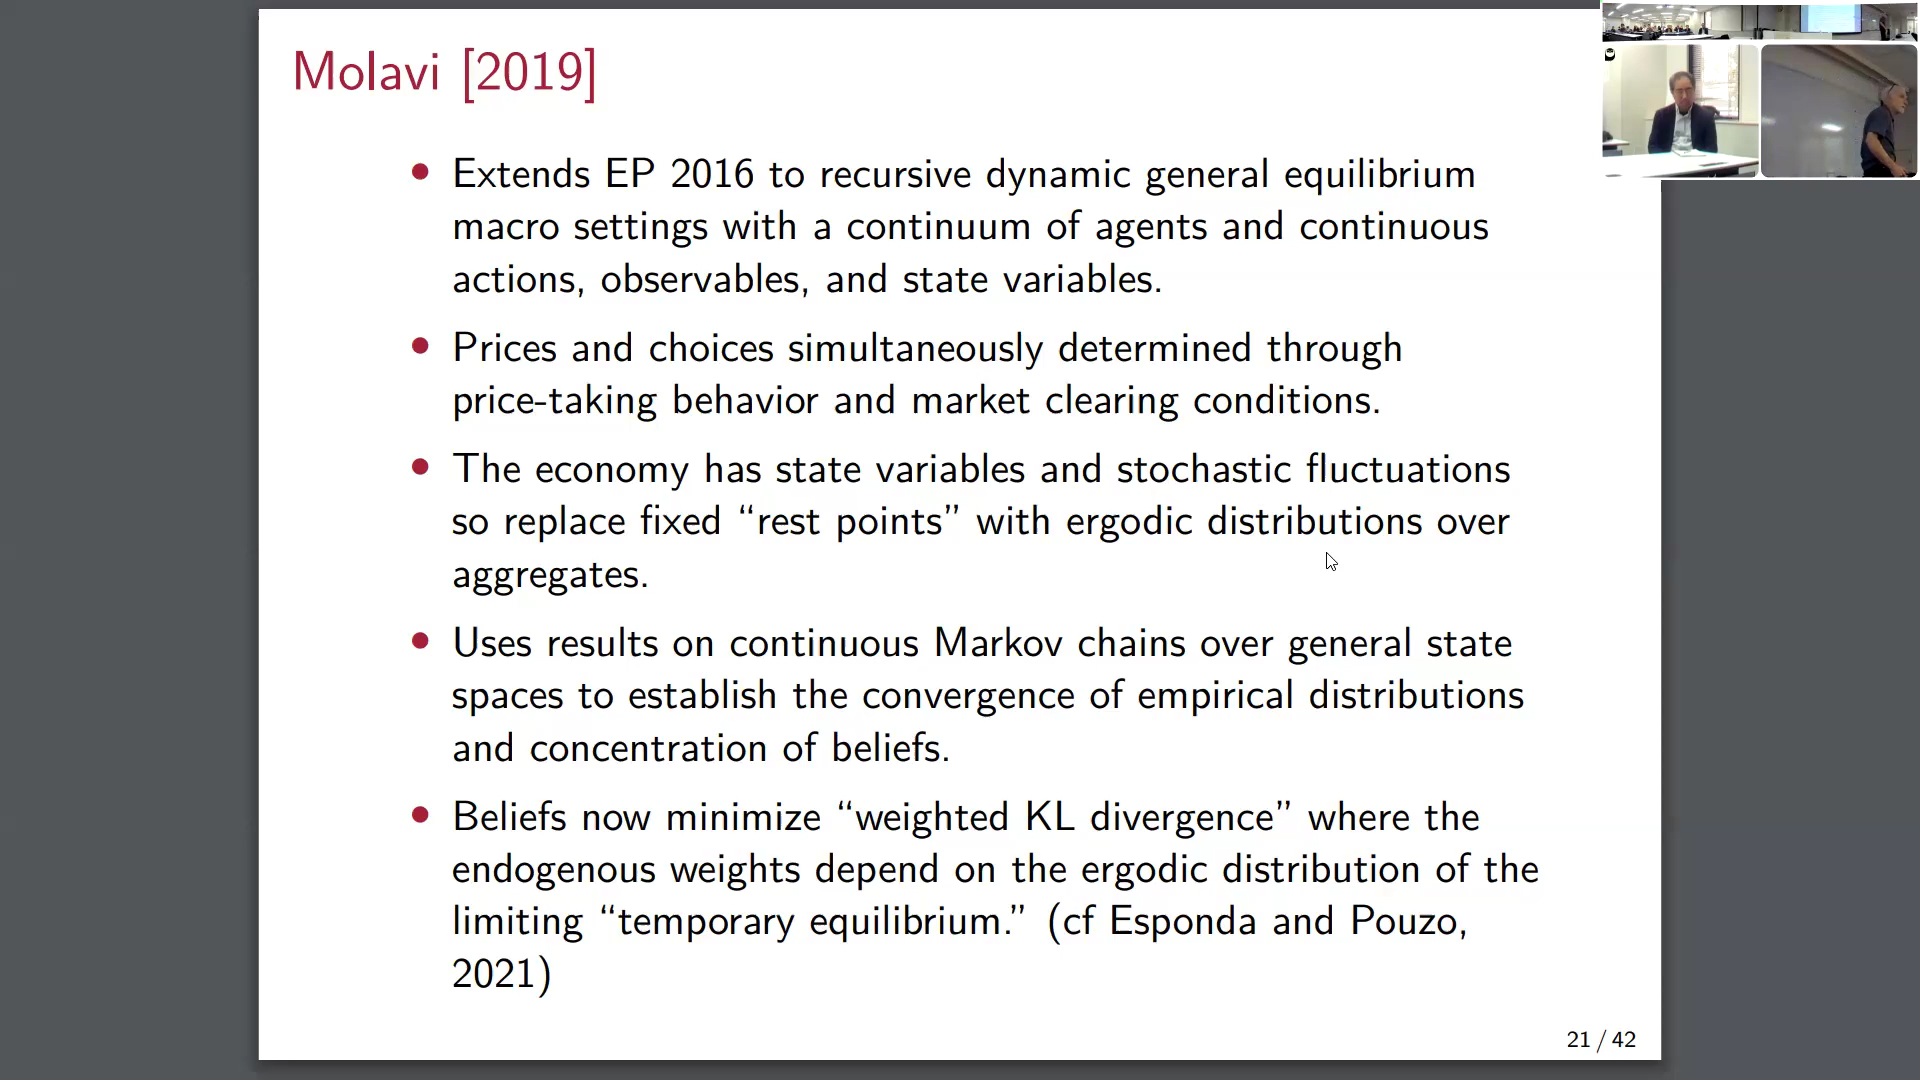 Molavi [2019]
• Extends EP 2016 to recursive dynamic general equilibrium
macro settings with a continuum of agents and continuous
actions, observables, and state variables.
• Prices and choices simultaneously determined through
price-taking behavior and market clearing conditions.
• The economy has state variables and stochastic fluctuations
so replace fixed “rest points” with ergodic distributions over
aggregates.
• Uses results on continuous Markov chains over general state
spaces to establish the convergence of empirical distributions
and concentration of beliefs.
• Beliefs now minimize “weighted KL divergence” where the
endogenous weights depend on the ergodic distribution of the
limiting “temporary equilibrium.” (cf Esponda and Pouzo,
2021)
21 / 42